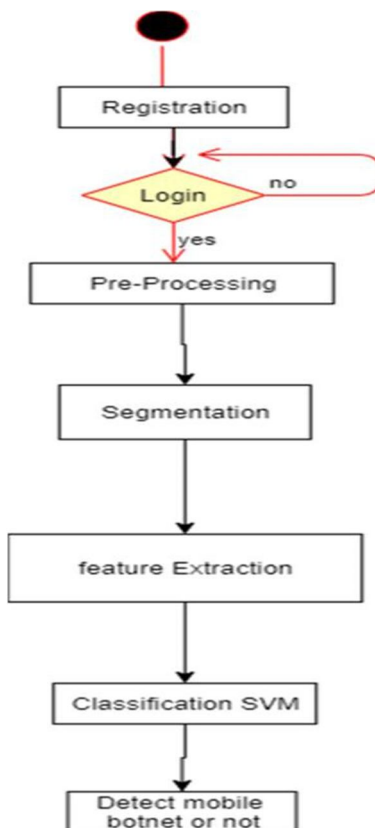 Registration
Login
no
yes
Pre-Processing
Segmentation
feature Extraction
Classification SVM
Detect mobile
botnet or not